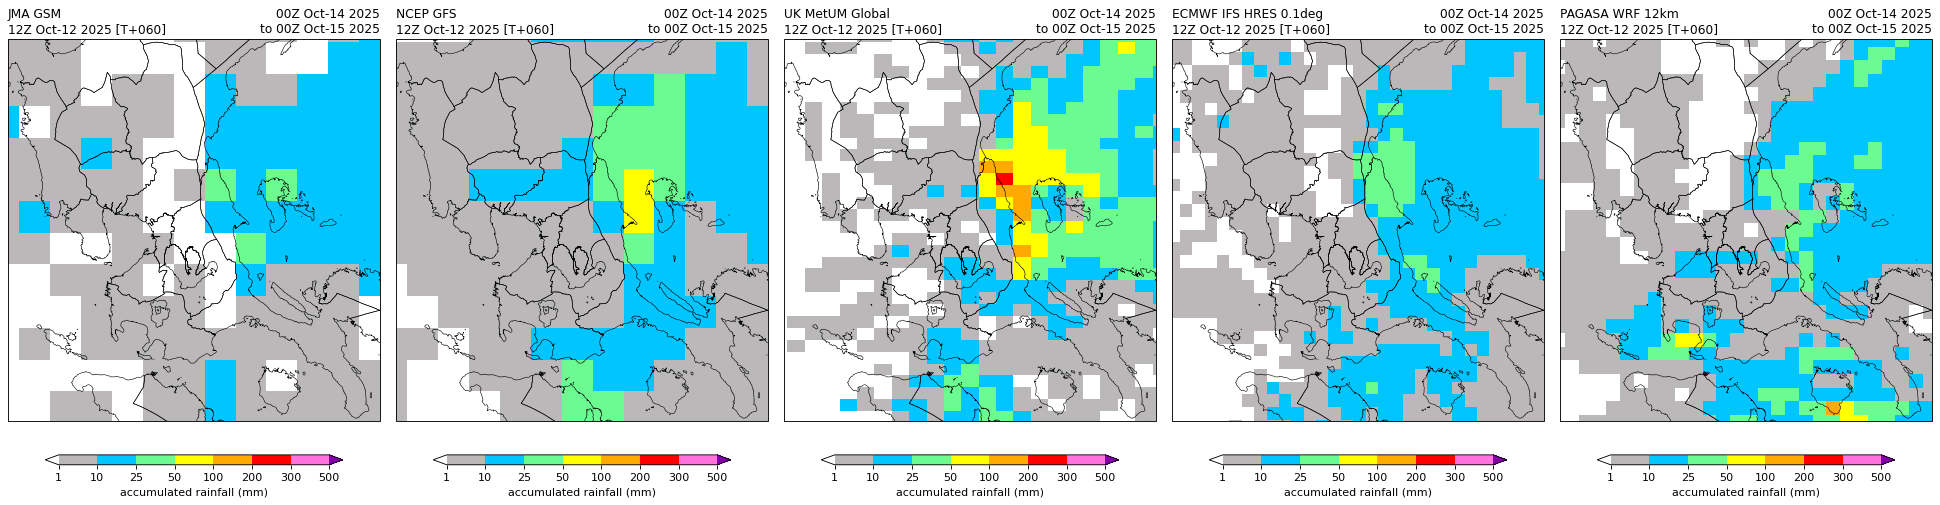 JMA GSM 00Z Oct-14 2025
12Z Oct-12 2025 [T+060] to 00Z Oct-15 2025
1 10 25 50 100 200 300 500
accumulated rainfall (mm)
NCEP GFS 00Z Oct-14 2025
12Z Oct-12 2025 [T+060] to 00Z Oct-15 2025
1 10 25 50 100 200 300 500
accumulated rainfall (mm)
UK MetUM Global 00Z Oct-14 2025
12Z Oct-12 2025 [T+060] to 00Z Oct-15 2025
1 10 25 50 100 200 300 500
accumulated rainfall (mm)
ECMWF IFS HRES 0.1deg 00Z Oct-14 2025
12Z Oct-12 2025 [T+060] to 00Z Oct-15 2025
1 10 25 50 100 200 300 500
accumulated rainfall (mm)
PAGASA WRF 12km 00Z Oct-14 2025
12Z Oct-12 2025 [T+060] to 00Z Oct-15 2025
1 10 25 50 100 200 300 500
accumulated rainfall (mm)